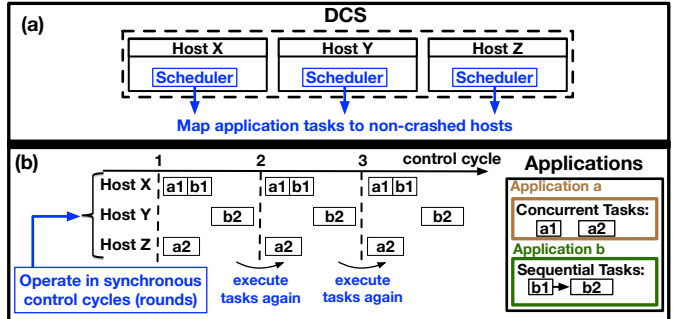 (a)
DCS
Host X
Host Y
Host Z
Scheduler
Scheduler
Scheduler
Map application tasks to non-crashed hosts
(b)
1
2
3
control cycle
Host X
a1
b1
a1
b1
a1
b1
Host Y
b2
b2
b2
Host Z
a2
a2
a2
Operate in synchronous
control cycles (rounds)
execute
tasks again
execute
tasks again
Applications
Application a
Concurrent Tasks:
a1
a2
Application b
Sequential Tasks:
b1
b2